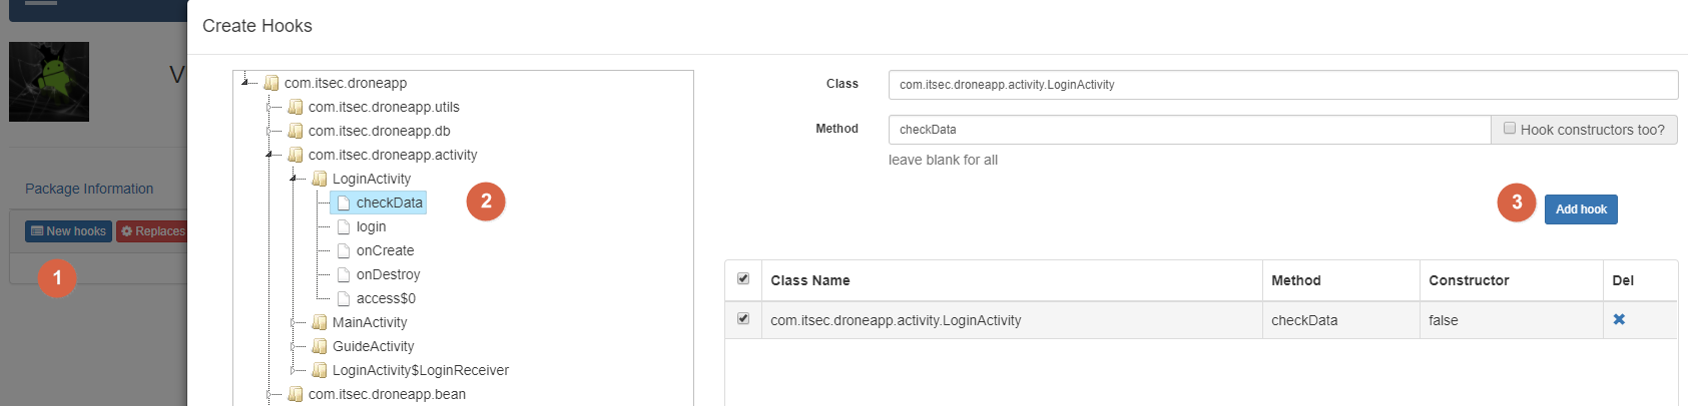 Create Hooks
V
Package Information
New hooks
Replaces
1
com.itsec.droneapp
com.itsec.droneapp.utils
com.itsec.droneapp.db
com.itsec.droneapp.activity
LoginActivity
checkData
2
login
onCreate
onDestroy
access$0
MainActivity
GuideActivity
LoginActivity$LoginReceiver
com.itsec.droneapp.bean
Class
com.itsec.droneapp.activity.LoginActivity
Method
checkData
Hook constructors too?
leave blank for all
3
Add hook
Class Name Method Constructor Del
com.itsec.droneapp.activity.LoginActivity checkData false